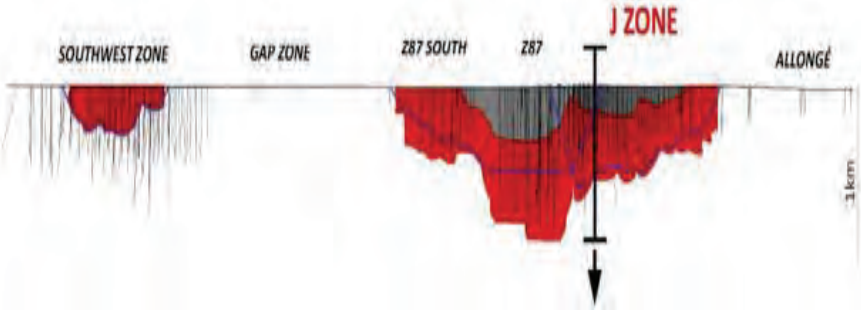 J ZONE
SOUTHWEST ZONE
GAP ZONE
Z87 SOUTH
Z87
ALLONGÉ
1km